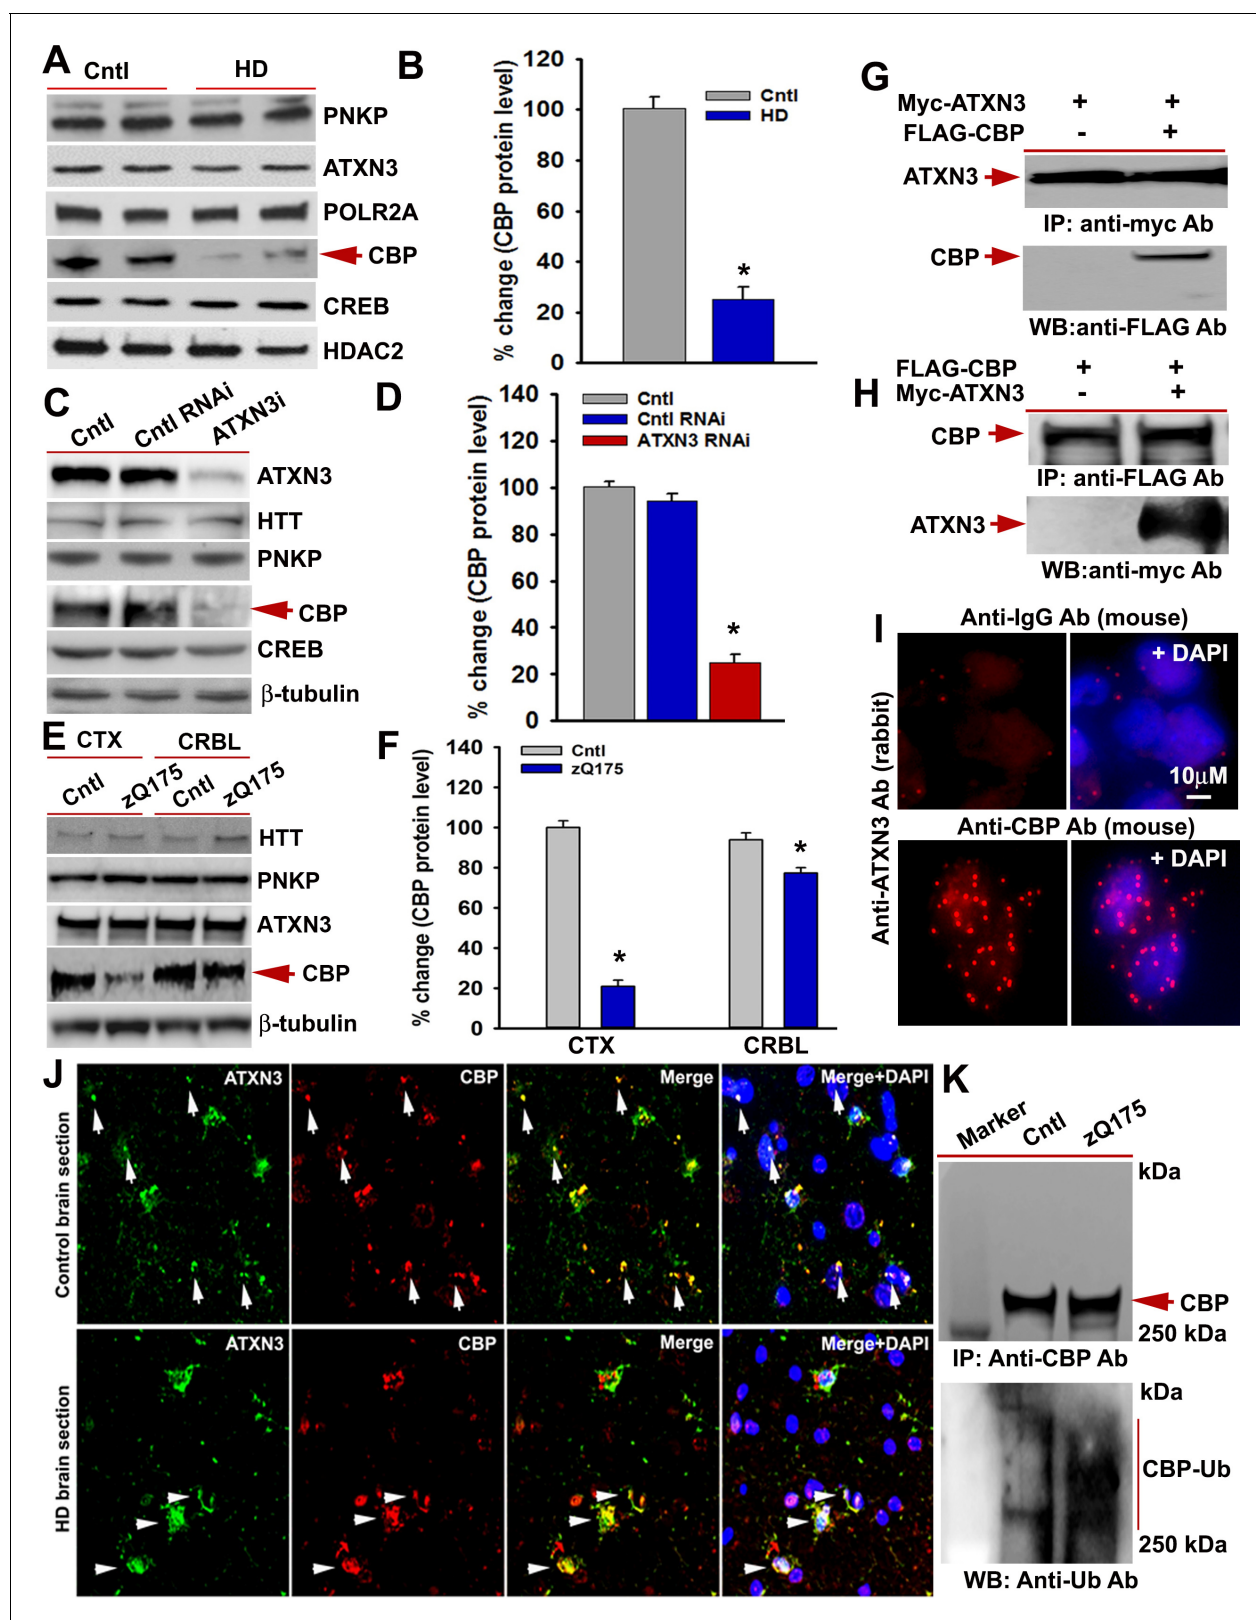 A
Cntl HD
PNKP
ATXN3
POLR2A
CBP
CREB
HDAC2
B
% change (CBP protein level)
120
100
80
60
40
20
0
Cntl
HD
*
C
Cntl Cntl RNAi ATXN3i
ATXN3
HTT
PNKP
CBP
CREB
β-tubulin
D
% change (CBP protein level)
140
120
100
80
60
40
20
0
Cntl
Cntl RNAi
ATXN3 RNAi
*
E
CTX CRBL
Cntl zQ175 Cntl zQ175
HTT
PNKP
ATXN3
CBP
β-tubulin
F
% change (CBP protein level)
140
120
100
80
60
40
20
0
Cntl
zQ175
*
*
CTX CRBL
G
Myc-ATXN3 + +
FLAG-CBP - +
ATXN3
IP: anti-myc Ab
CBP
WB:anti-FLAG Ab
H
FLAG-CBP + +
Myc-ATXN3 - +
CBP
IP: anti-FLAG Ab
ATXN3
WB:anti-myc Ab
I
Anti-IgG Ab (mouse)
+ DAPI
10μM
Anti-CBP Ab (mouse)
+ DAPI
Anti-ATXN3 Ab (rabbit)
J
Control brain section
ATXN3 CBP Merge Merge+DAPI
HD brain section
ATXN3 CBP Merge Merge+DAPI
K
Marker Cntl zQ175
kDa
CBP
250 kDa
IP: Anti-CBP Ab
kDa
CBP-Ub
250 kDa
WB: Anti-Ub Ab